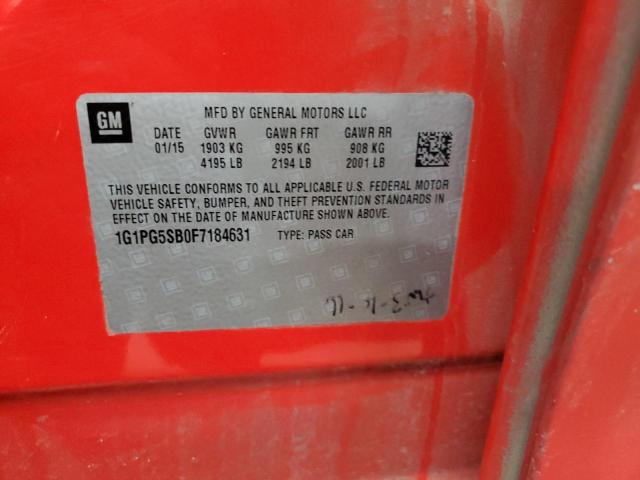 GM
MFD BY GENERAL MOTORS LLC
DATE GVWR GAWR FRT GAWR RR
01/15 1903 KG 995 KG 908 KG
4195 LB 2194 LB 2001 LB
THIS VEHICLE CONFORMS TO ALL APPLICABLE U.S. FEDERAL MOTOR
VEHICLE SAFETY, BUMPER, AND THEFT PREVENTION STANDARDS IN
EFFECT ON THE DATE OF MANUFACTURE SHOWN ABOVE.
1G1PG5SB0F7184631 TYPE: PASS CAR